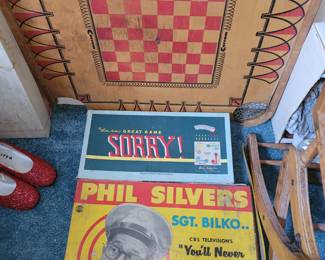 GREAT GAME
SORRY!
PHIL SILVERS
SGT. BILKO..
CBS TELEVISION'S
"You'll Never